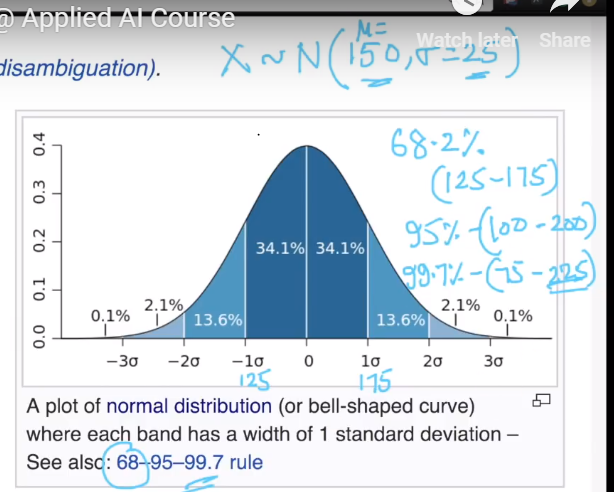 @ Applied AI Course
Watch later
Share
disambiguation).
X ~ N(μ=150, σ=25)
68.2%
(125-175)
95% - (100 - 200)
99.7% - (75 - 225)
0.4
0.3
0.2
0.1
0.0
34.1% 34.1%
0.1% 2.1% 13.6% 13.6% 2.1% 0.1%
−3σ −2σ −1σ 0 1σ 2σ 3σ
125 175
A plot of normal distribution (or bell-shaped curve)
where each band has a width of 1 standard deviation –
See also: 68–95–99.7 rule